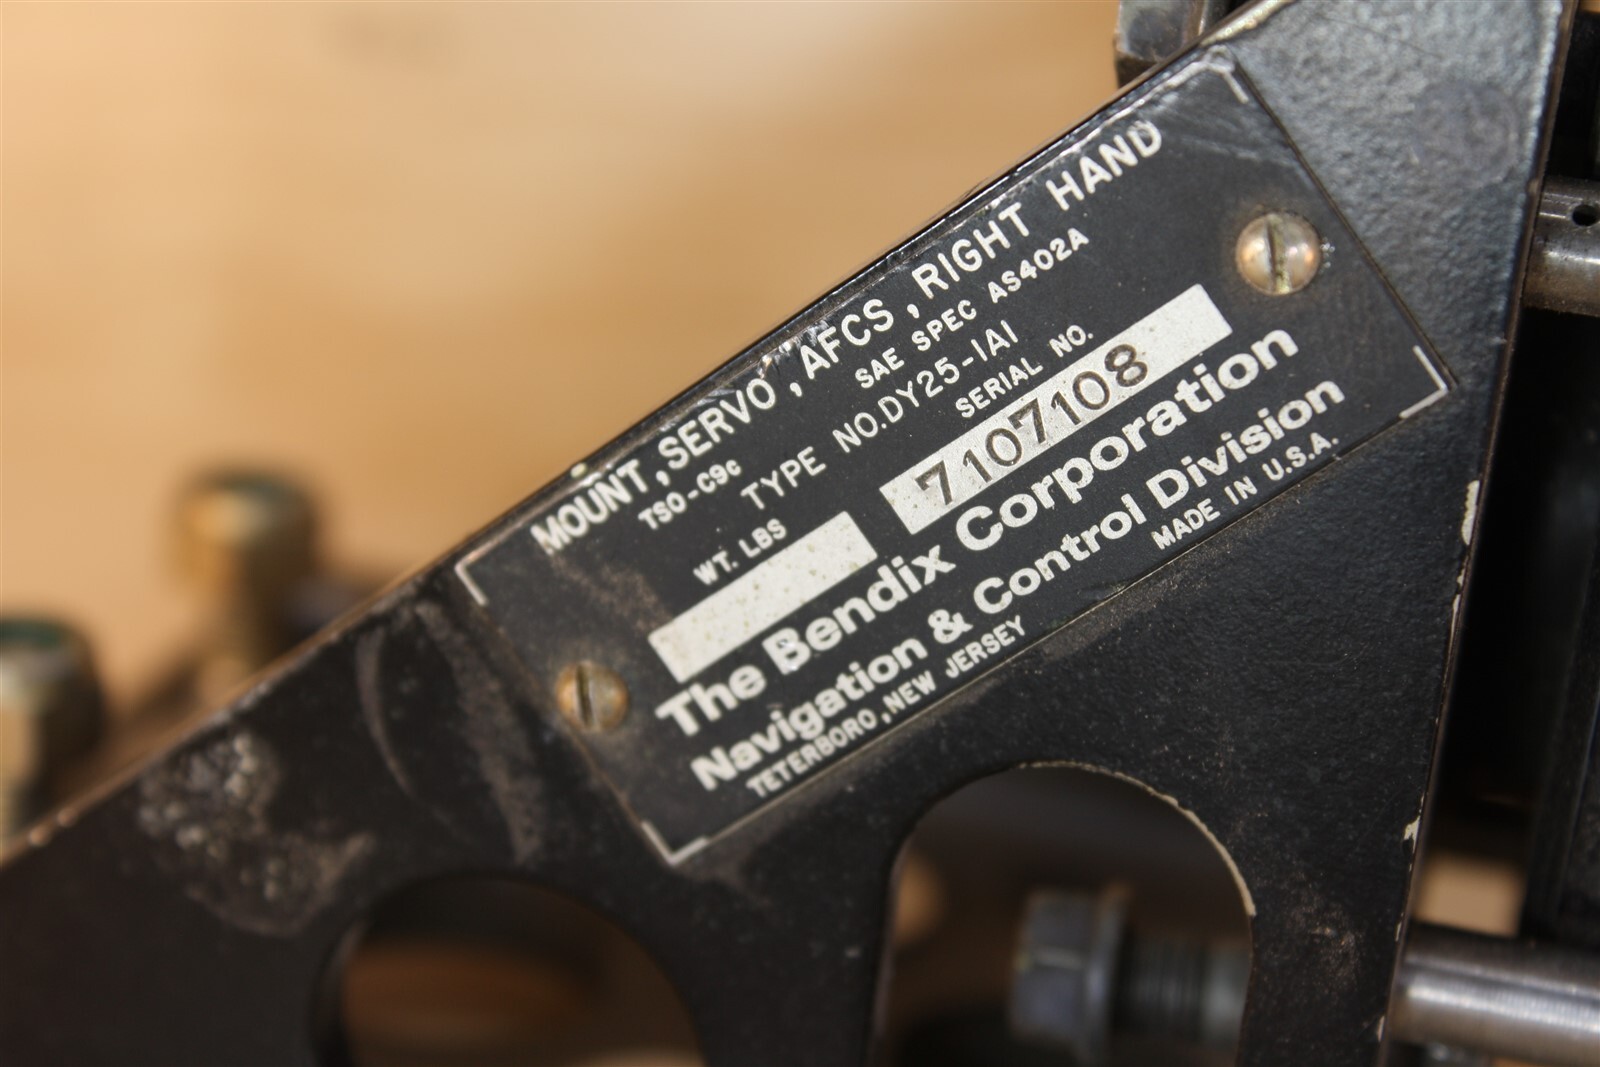 MOUNT, SERVO, AFCS, RIGHT HAND
TSO-C9c SAE SPEC AS402A
TYPE NO. DY25-1A1
WT. LBS SERIAL NO.
7107108
The Bendix Corporation
Navigation & Control Division
TETERBORO, NEW JERSEY MADE IN U.S.A.